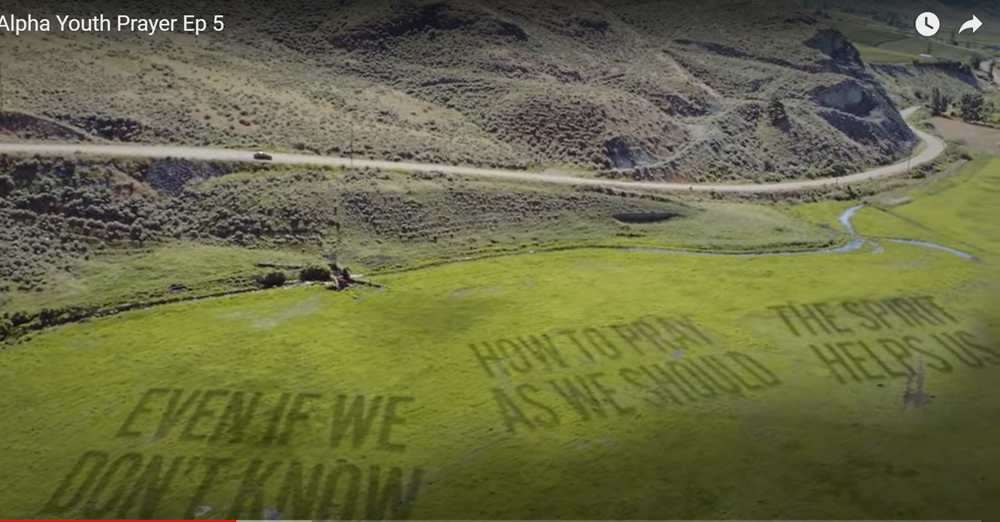 Alpha Youth Prayer Ep 5
EVEN IF WE
DON'T KNOW
HOW TO PRAY
AS WE SHOULD
THE SPIRIT
HELPS US